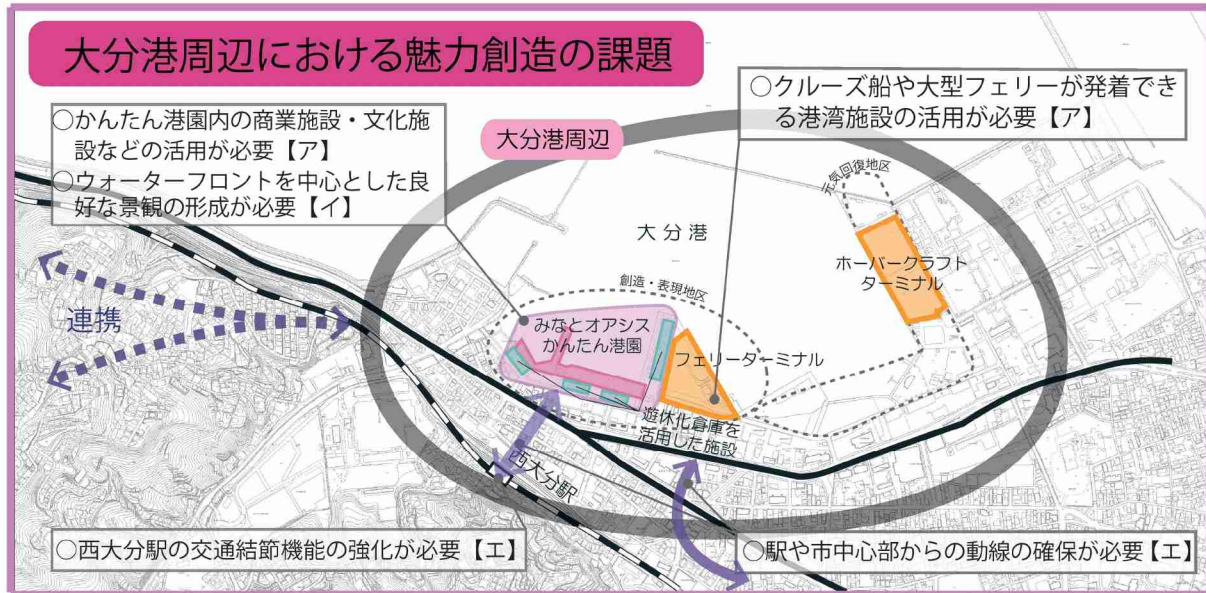 大分港周辺における魅力創造の課題
○かんたん港園内の商業施設・文化施
設などの活用が必要【ア】
○ウォーターフロントを中心とした良
好な景観の形成が必要【イ】
○クルーズ船や大型フェリーが発着でき
る港湾施設の活用が必要【ア】
大分港周辺
元気回復地区
大分港
ホーバークラフト
ターミナル
創造・表現地区
連携
みなとオアシス
かんたん港園
フェリーターミナル
遊休化倉庫を
活用した施設
西大分駅
○西大分駅の交通結節機能の強化が必要【エ】
○駅や市中心部からの動線の確保が必要【エ】